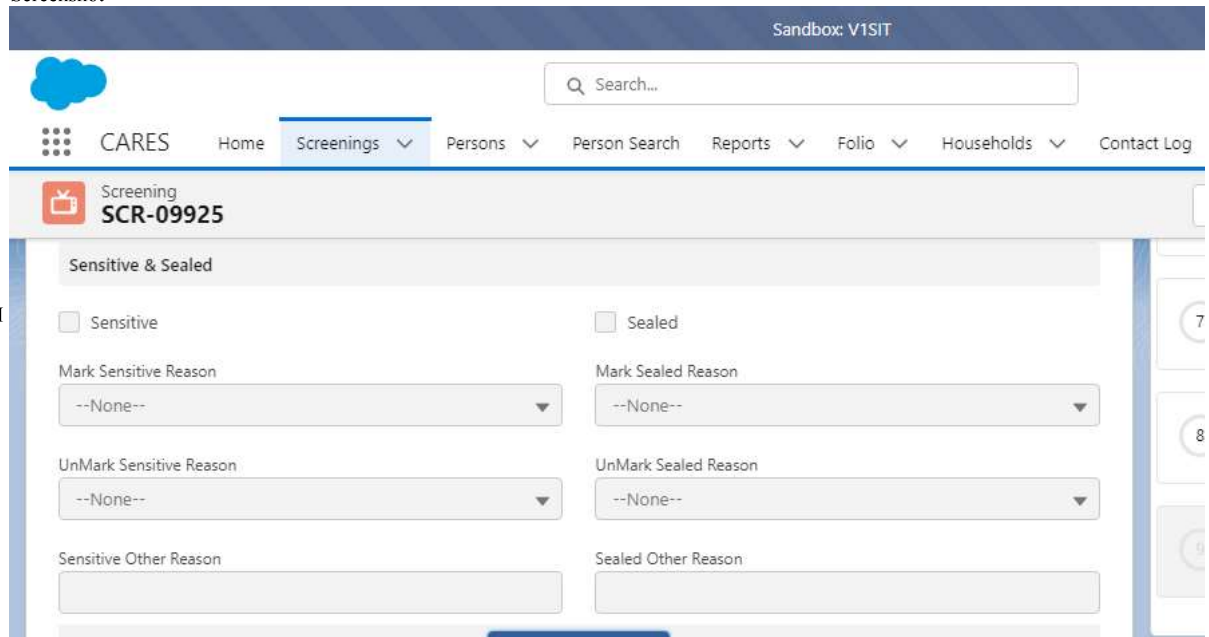 Sandbox: V1SIT
Search...
CARES Home Screenings Persons Person Search Reports Folio Households Contact Log
Screening
SCR-09925
Sensitive & Sealed
Sensitive Sealed
7
Mark Sensitive Reason Mark Sealed Reason
--None-- --None--
8
UnMark Sensitive Reason UnMark Sealed Reason
--None-- --None--
9
Sensitive Other Reason Sealed Other Reason